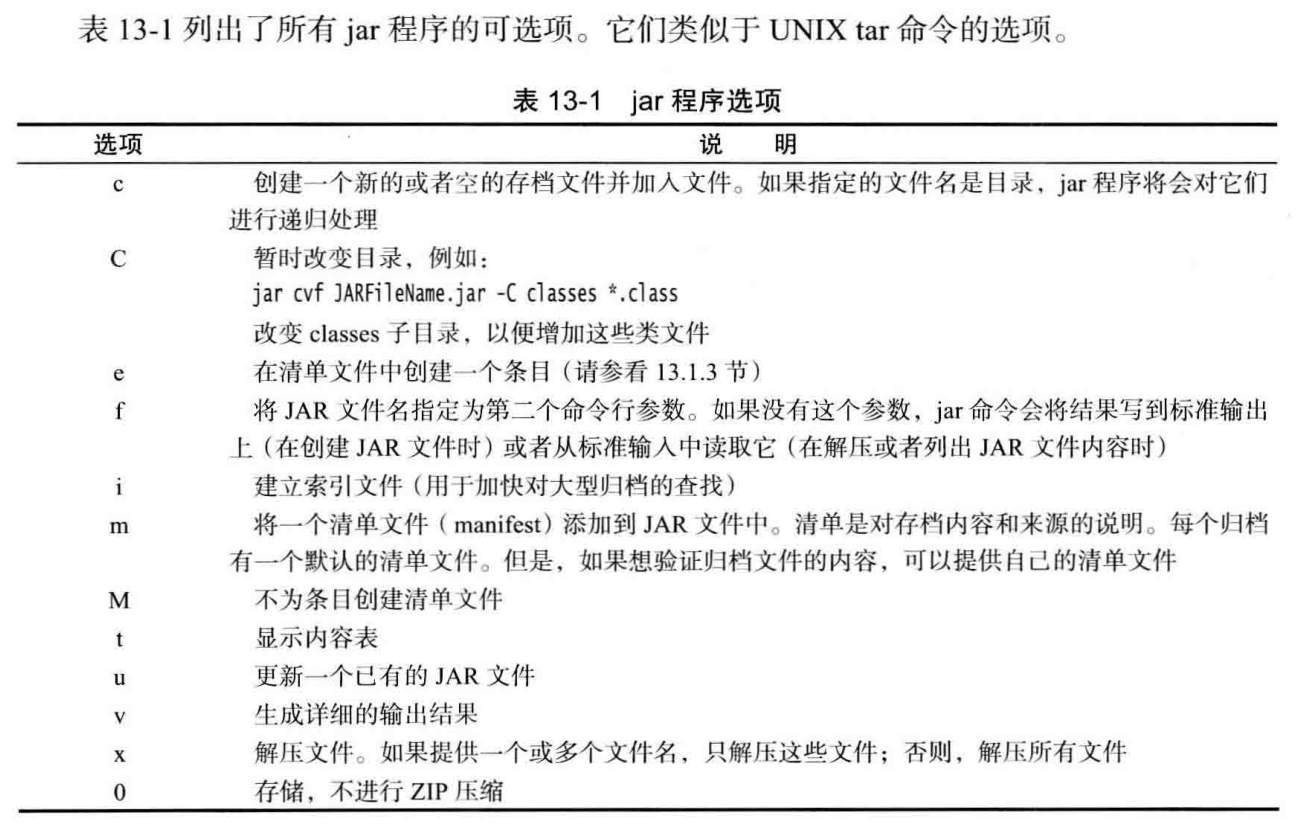 表 13-1 列出了所有 jar 程序的可选项。它们类似于 UNIX tar 命令的选项。
表 13-1 jar 程序选项
选项 说 明
c 创建一个新的或者空的存档文件并加入文件。如果指定的文件名是目录，jar 程序将会对它们
进行递归处理
C 暂时改变目录，例如：
jar cvf JARFileName.jar -C classes *.class
改变 classes 子目录，以便增加这些类文件
e 在清单文件中创建一个条目（请参看 13.1.3 节）
f 将 JAR 文件名指定为第二个命令行参数。如果没有这个参数，jar 命令会将结果写到标准输出
上（在创建 JAR 文件时）或者从标准输入中读取它（在解压或者列出 JAR 文件内容时）
i 建立索引文件（用于加快对大型归档的查找）
m 将一个清单文件（manifest）添加到 JAR 文件中。清单是对存档内容和来源的说明。每个归档
有一个默认的清单文件。但是，如果想验证归档文件的内容，可以提供自己的清单文件
M 不为条目创建清单文件
t 显示内容表
u 更新一个已有的 JAR 文件
v 生成详细的输出结果
x 解压文件。如果提供一个或多个文件名，只解压这些文件；否则，解压所有文件
0 存储，不进行 ZIP 压缩